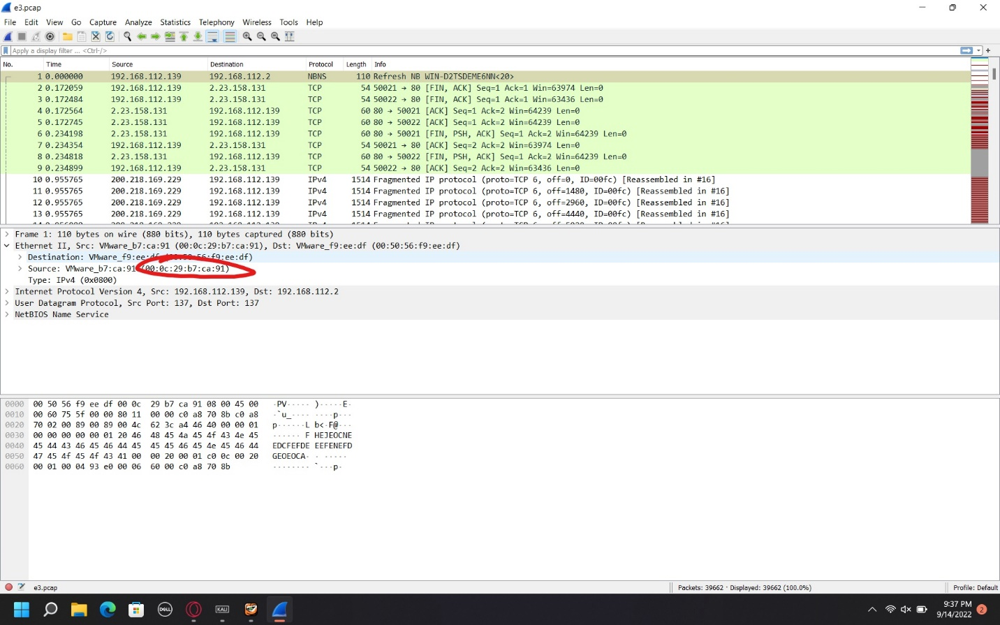 e3.pcap
File Edit View Go Capture Analyze Statistics Telephony Wireless Tools Help
Apply a display filter ... <Ctrl-/>
No. Time Source Destination Protocol Length Info
1 0.000000 192.168.112.139 192.168.112.2 NBNS 110 Refresh NB WIN-D2TSDEME6NN<20>
2 0.172059 192.168.112.139 2.23.158.131 TCP 54 50021 → 80 [FIN, ACK] Seq=1 Ack=1 Win=63974 Len=0
3 0.172484 192.168.112.139 2.23.158.131 TCP 54 50022 → 80 [FIN, ACK] Seq=1 Ack=1 Win=63436 Len=0
4 0.172564 2.23.158.131 192.168.112.139 TCP 60 80 → 50021 [ACK] Seq=1 Ack=2 Win=64239 Len=0
5 0.172745 2.23.158.131 192.168.112.139 TCP 60 80 → 50022 [ACK] Seq=1 Ack=2 Win=64239 Len=0
6 0.234198 2.23.158.131 192.168.112.139 TCP 60 80 → 50021 [FIN, PSH, ACK] Seq=1 Ack=2 Win=64239 Len=0
7 0.234354 192.168.112.139 2.23.158.131 TCP 54 50021 → 80 [ACK] Seq=2 Ack=2 Win=63974 Len=0
8 0.234818 2.23.158.131 192.168.112.139 TCP 60 80 → 50022 [FIN, PSH, ACK] Seq=1 Ack=2 Win=64239 Len=0
9 0.234899 192.168.112.139 2.23.158.131 TCP 54 50022 → 80 [ACK] Seq=2 Ack=2 Win=63436 Len=0
10 0.955765 200.218.169.229 192.168.112.139 IPv4 1514 Fragmented IP protocol (proto=TCP 6, off=0, ID=00fc) [Reassembled in #16]
11 0.955765 200.218.169.229 192.168.112.139 IPv4 1514 Fragmented IP protocol (proto=TCP 6, off=1480, ID=00fc) [Reassembled in #16]
12 0.955765 200.218.169.229 192.168.112.139 IPv4 1514 Fragmented IP protocol (proto=TCP 6, off=2960, ID=00fc) [Reassembled in #16]
13 0.955765 200.218.169.229 192.168.112.139 IPv4 1514 Fragmented IP protocol (proto=TCP 6, off=4440, ID=00fc) [Reassembled in #16]
Frame 1: 110 bytes on wire (880 bits), 110 bytes captured (880 bits)
Ethernet II, Src: VMware_b7:ca:91 (00:0c:29:b7:ca:91), Dst: VMware_f9:ee:df (00:50:56:f9:ee:df)
Destination: VMware_f9:ee:df (00:50:56:f9:ee:df)
Source: VMware_b7:ca:91 (00:0c:29:b7:ca:91)
Type: IPv4 (0x0800)
Internet Protocol Version 4, Src: 192.168.112.139, Dst: 192.168.112.2
User Datagram Protocol, Src Port: 137, Dst Port: 137
NetBIOS Name Service
0000 00 50 56 f9 ee df 00 0c 29 b7 ca 91 08 00 45 00 ·PV····· )·····E·
0010 00 60 75 5f 00 00 80 11 00 00 c0 a8 70 8b c0 a8 ·`u_···· ····p···
0020 70 02 00 89 00 89 00 4c 62 3c a4 46 40 00 00 01 p······L b<·F@···
0030 00 00 00 00 00 01 20 46 48 45 4a 45 4f 43 4e 45 ······ F HEJEOCNE
0040 45 44 43 46 45 46 44 45 45 45 46 45 4e 45 46 44 EDCFEFDE EEFENEFD
0050 47 45 4f 45 4f 43 41 00 00 20 00 01 c0 0c 00 20 GEOEOCA· · ·····
0060 00 01 00 04 93 e0 00 06 60 00 c0 a8 70 8b ········ `···p·
e3.pcap Packets: 39662 · Displayed: 39662 (100.0%) Profile: Default
DELL KALI
9:37 PM
9/14/2022 2